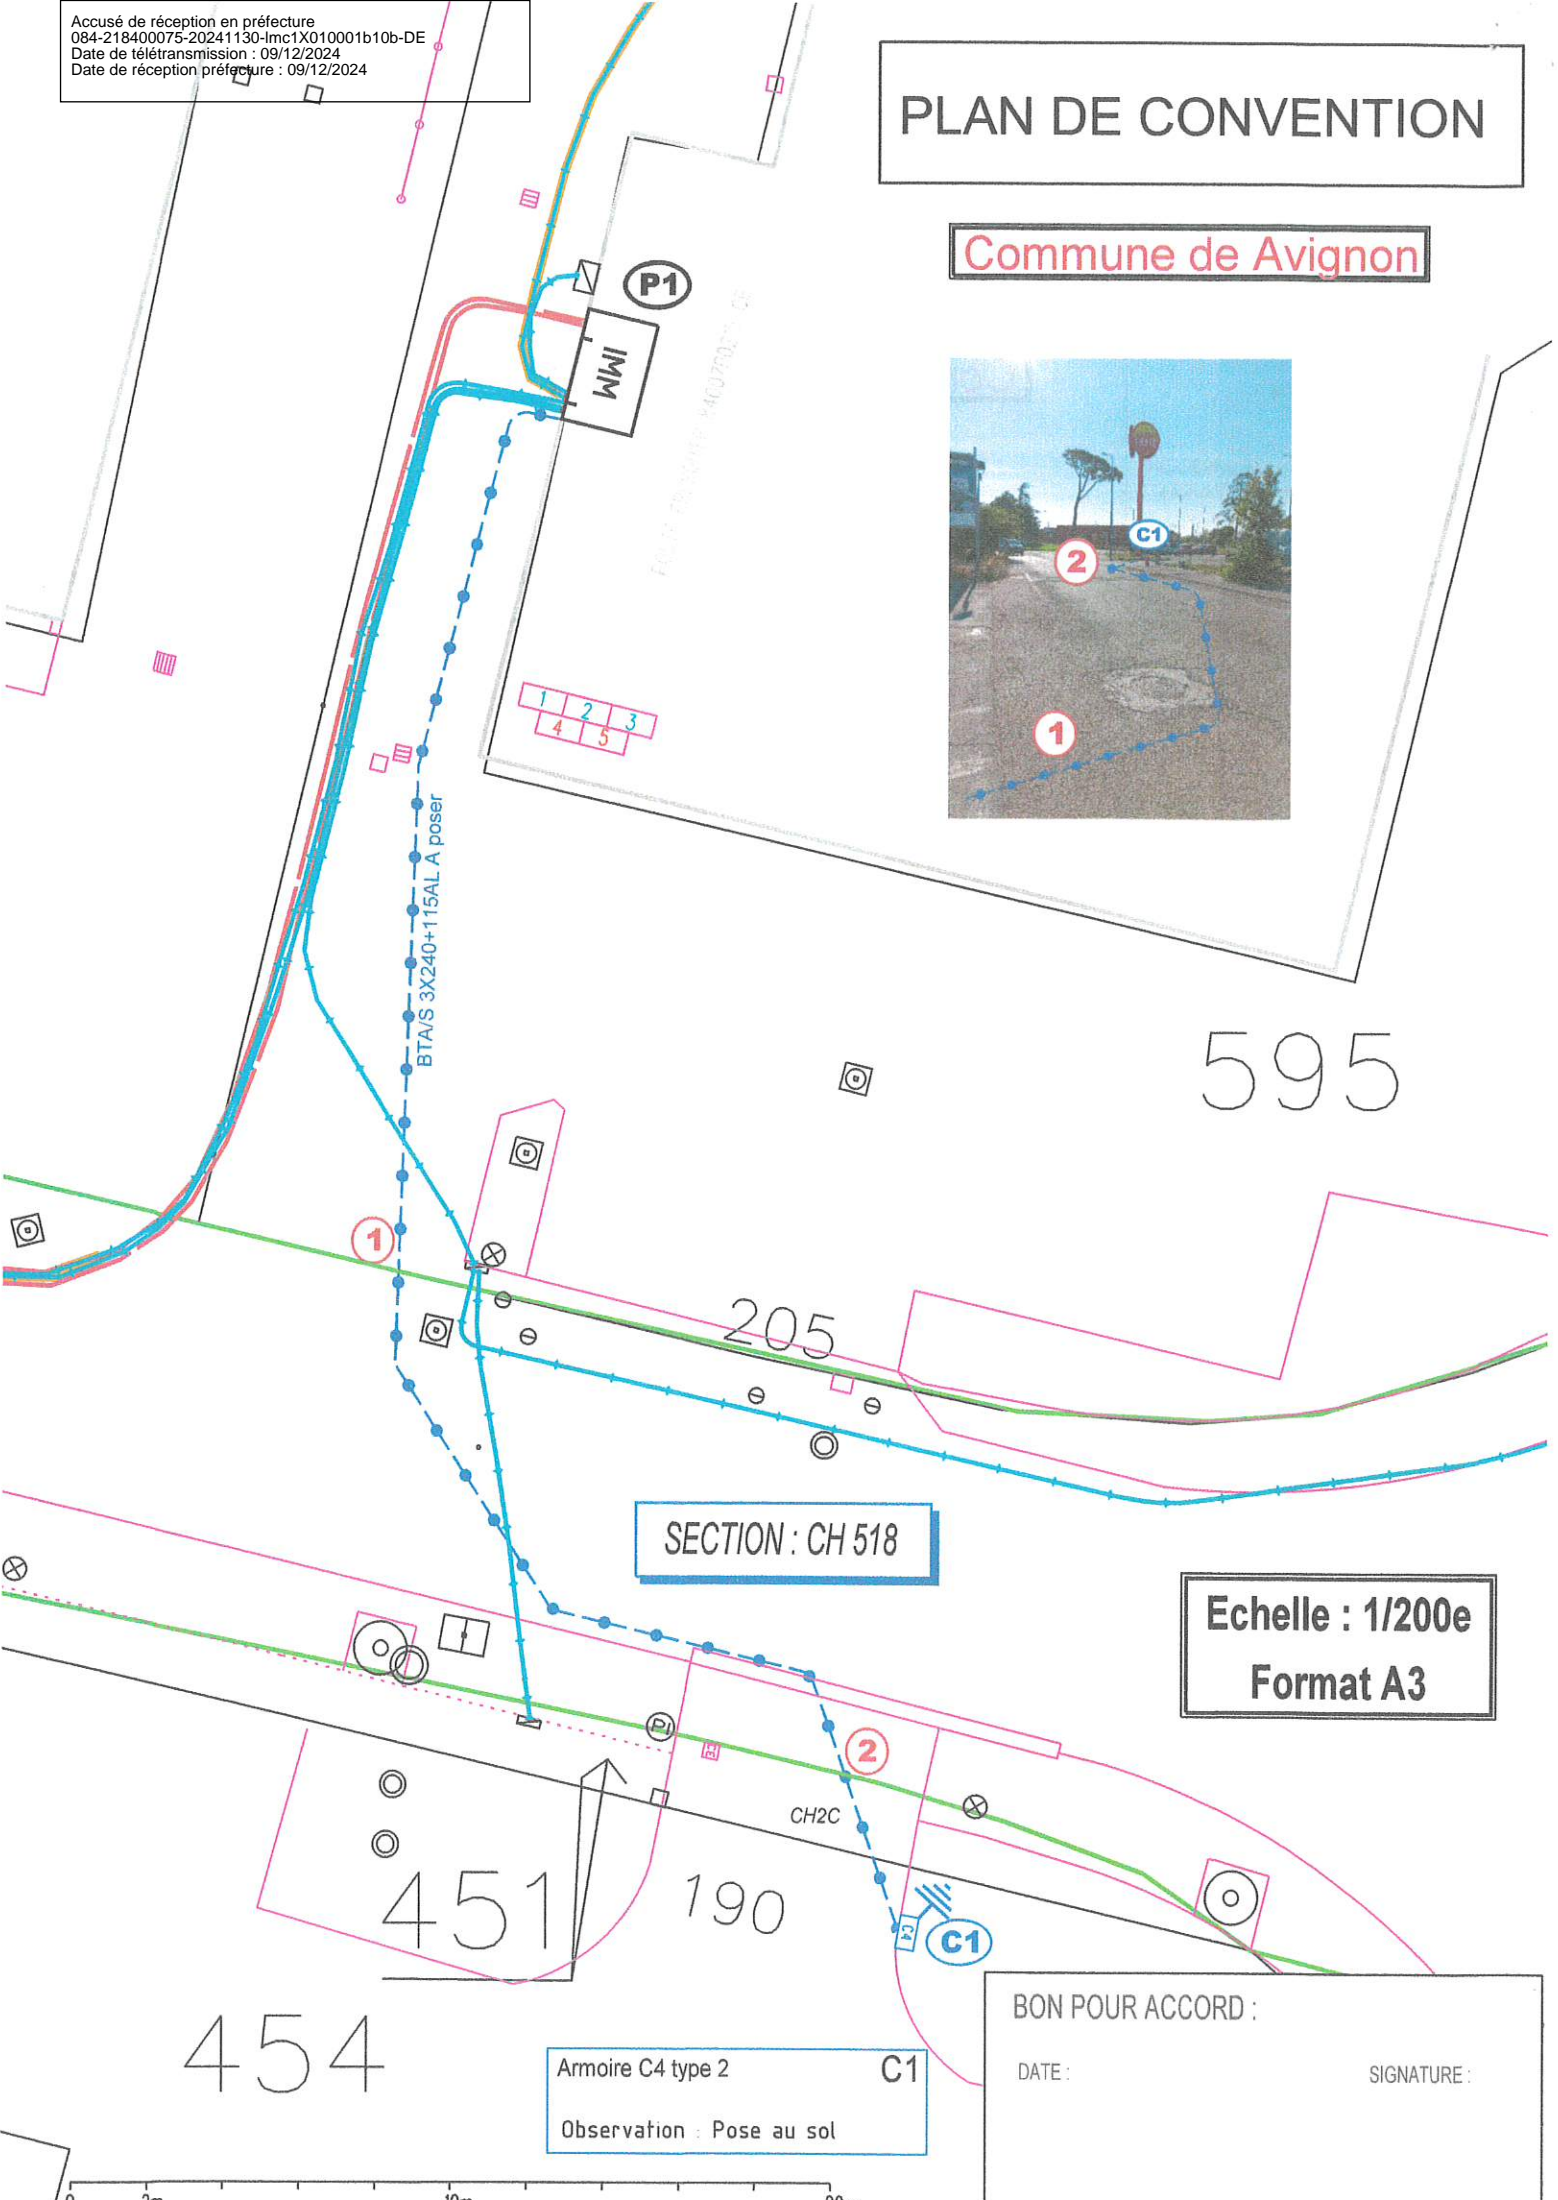 Accusé de réception en préfecture
084-218400075-20241130-lmc1X010001b10b-DE
Date de télétransmission : 09/12/2024
Date de réception préfecture : 09/12/2024
PLAN DE CONVENTION
Commune de Avignon
P1
IMM
C1
2
1
1 2 3
4 5
BTA/S 3X240+115AL A poser
595
1
205
SECTION : CH 518
Echelle : 1/200e
Format A3
PI
2
CH2C
451
190
C4
C1
454
Armoire C4 type 2 C1
Observation : Pose au sol
BON POUR ACCORD :
DATE : SIGNATURE :